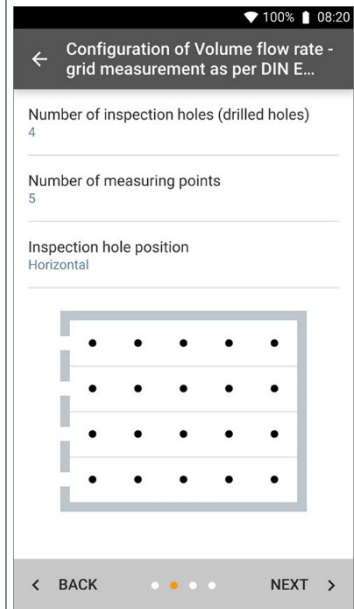 100% 08:20
Configuration of Volume flow rate -
grid measurement as per DIN E...
Number of inspection holes (drilled holes)
4
Number of measuring points
5
Inspection hole position
Horizontal
BACK NEXT